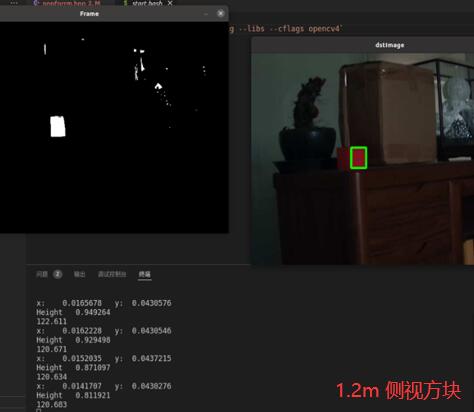 start.bash
Frame
g --libs --cflags opencv4`
dstImage
问题 2 输出 调试控制台 终端
x: 0.0165678 y: 0.0430576
Height 0.949264
122.611
x: 0.0162228 y: 0.0430546
Height 0.929498
120.671
x: 0.0152035 y: 0.0437215
Height 0.871097
120.634
x: 0.0141707 y: 0.0430276
Height 0.811921
120.683
1.2m 侧视方块